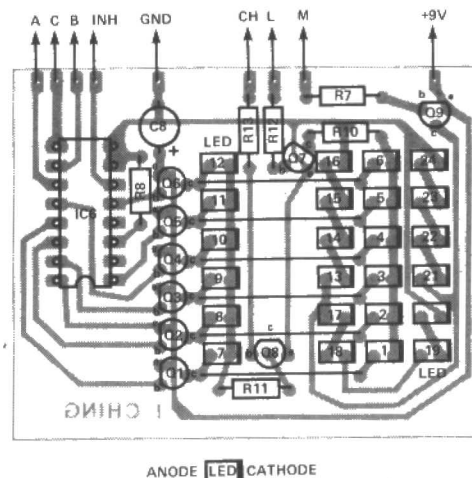 A C B INH GND CH L M +9V
R7
b Q9 e
c
C8
+
R13 R12
R10
LED
Q7
12 16 6 24
R8
Q6
11 15 5 23
IC6
Q5
10 14 4 22
Q4
9 13 3 21
Q3
8 17 2 20
Q2
c
7 b Q8 e 18 1 19
Q1
LED
R11
I CHING
ANODE LED CATHODE